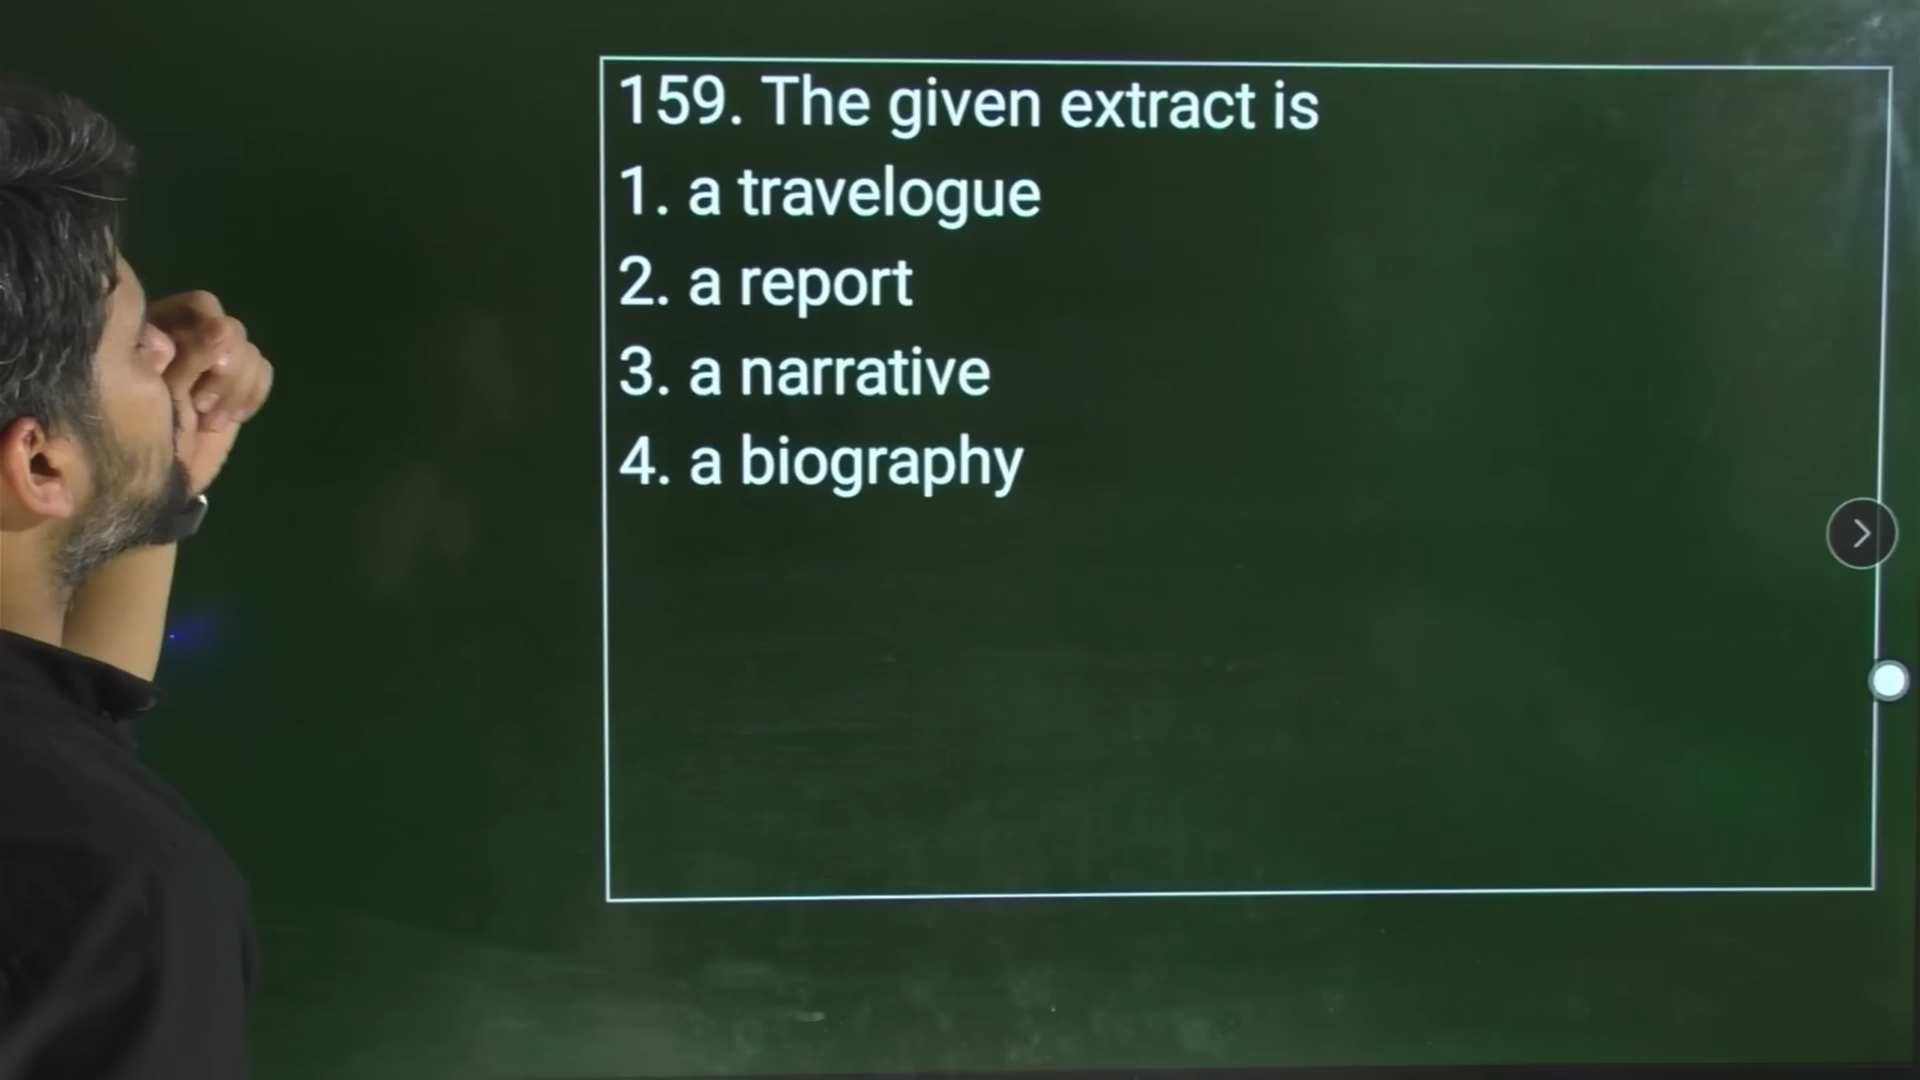 159. The given extract is
1. a travelogue
2. a report
3. a narrative
4. a biography